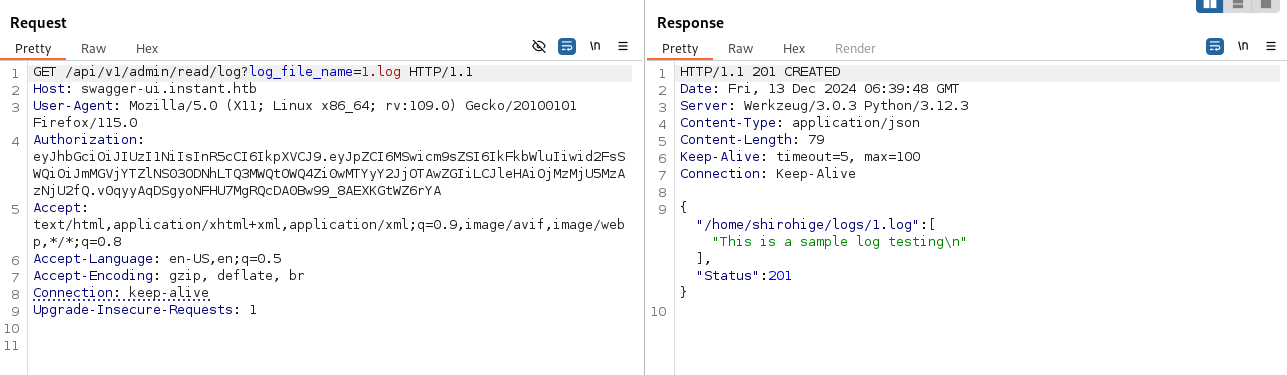 Request
Pretty Raw Hex
\n
1 GET /api/v1/admin/read/log?log_file_name=1.log HTTP/1.1
2 Host: swagger-ui.instant.htb
3 User-Agent: Mozilla/5.0 (X11; Linux x86_64; rv:109.0) Gecko/20100101
Firefox/115.0
4 Authorization:
eyJhbGciOiJIUzI1NiIsInR5cCI6IkpXVCJ9.eyJpZCI6MSwicm9sZSI6IkFkbWluIiwid2FsS
WQiOiJmMGVjYTZlNS03ODNhLTQ3MWQtOWQ4Zi0wMTYyY2JjOTAwZGIiLCJleHAiOjMzMjU5MzA
zNjU2fQ.v0qyyAqDSgyoNFHU7MgRQcDA0Bw99_8AEXKGtWZ6rYA
5 Accept:
text/html,application/xhtml+xml,application/xml;q=0.9,image/avif,image/web
p,*/*;q=0.8
6 Accept-Language: en-US,en;q=0.5
7 Accept-Encoding: gzip, deflate, br
8 Connection: keep-alive
9 Upgrade-Insecure-Requests: 1
10
11
Response
Pretty Raw Hex Render
\n
1 HTTP/1.1 201 CREATED
2 Date: Fri, 13 Dec 2024 06:39:48 GMT
3 Server: Werkzeug/3.0.3 Python/3.12.3
4 Content-Type: application/json
5 Content-Length: 79
6 Keep-Alive: timeout=5, max=100
7 Connection: Keep-Alive
8
9 {
"/home/shirohige/logs/1.log":[
"This is a sample log testing\n"
],
"Status":201
}
10